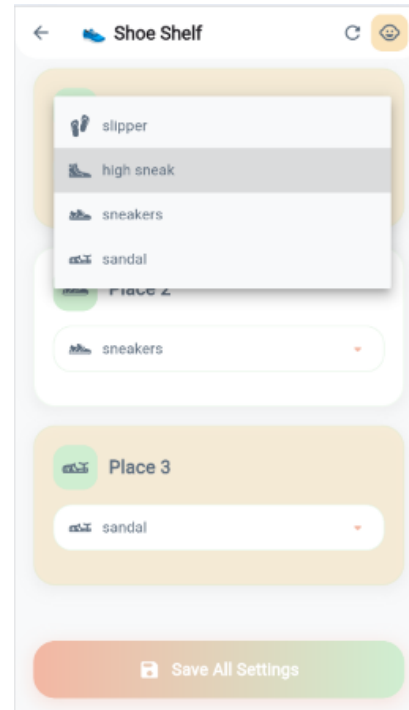 Shoe Shelf
slipper
high sneak
sneakers
sandal
Place 2
sneakers
Place 3
sandal
Save All Settings